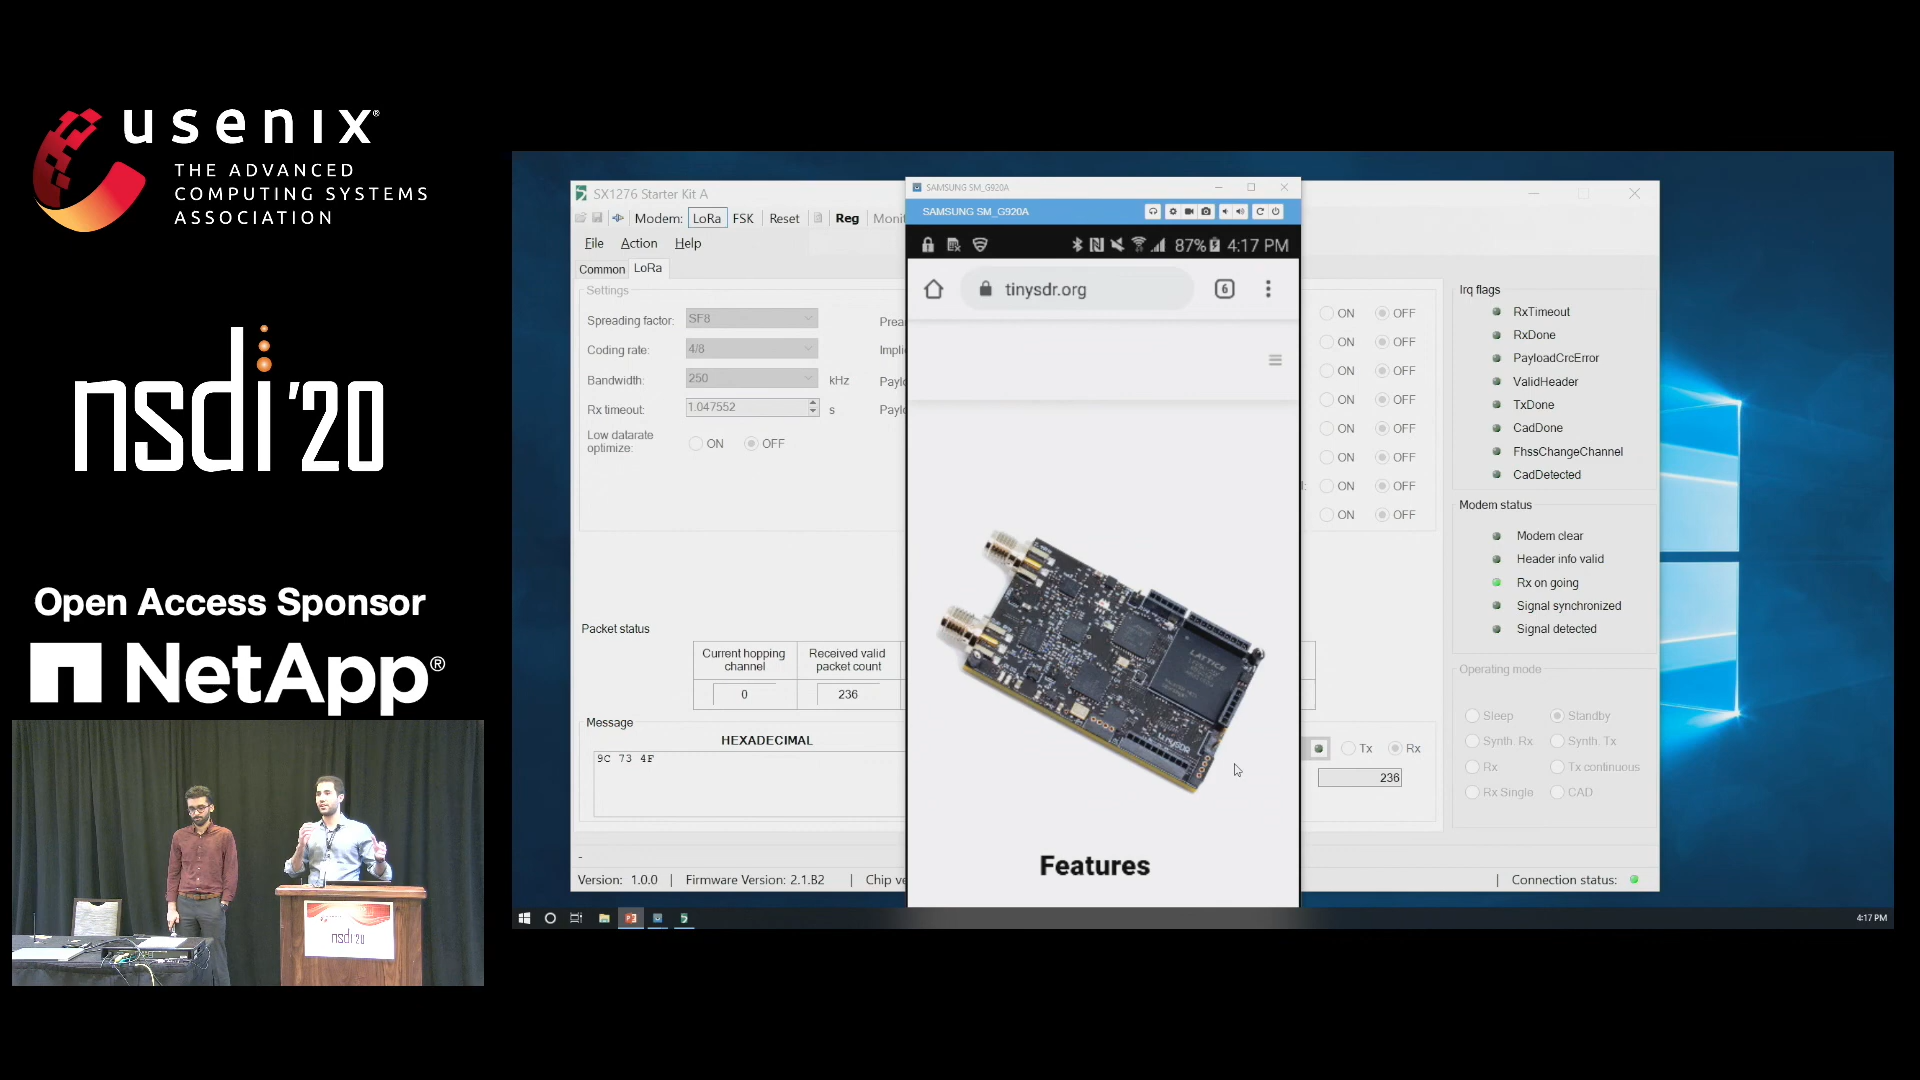 usenix®
THE ADVANCED
COMPUTING SYSTEMS
ASSOCIATION
nsdi '20
Open Access Sponsor
NetApp®
nsdi '20
SX1276 Starter Kit A
Modem: LoRa FSK Reset Reg
File Action Help
Common LoRa
Settings
Spreading factor: SF8
Coding rate: 4/8
Bandwidth: 250 kHz
Rx timeout: 1.047552 s
Low datarate
optimize: ON OFF
Packet status
Current hopping
channel
0
Received valid
packet count
236
Message
HEXADECIMAL
9C 73 4F
-
Version: 1.0.0 | Firmware Version: 2.1.B2 |
SAMSUNG SM_G920A
SAMSUNG SM_G920A
87% 4:17 PM
tinysdr.org
6
LATTICE
tinySDR
Features
ON OFF
ON OFF
ON OFF
ON OFF
ON OFF
ON OFF
ON OFF
ON OFF
Tx Rx
236
Irq flags
RxTimeout
RxDone
PayloadCrcError
ValidHeader
TxDone
CadDone
FhssChangeChannel
CadDetected
Modem status
Modem clear
Header info valid
Rx on going
Signal synchronized
Signal detected
Operating mode
Sleep Standby
Synth. Rx Synth. Tx
Rx Tx continuous
Rx Single CAD
| Connection status:
4:17 PM